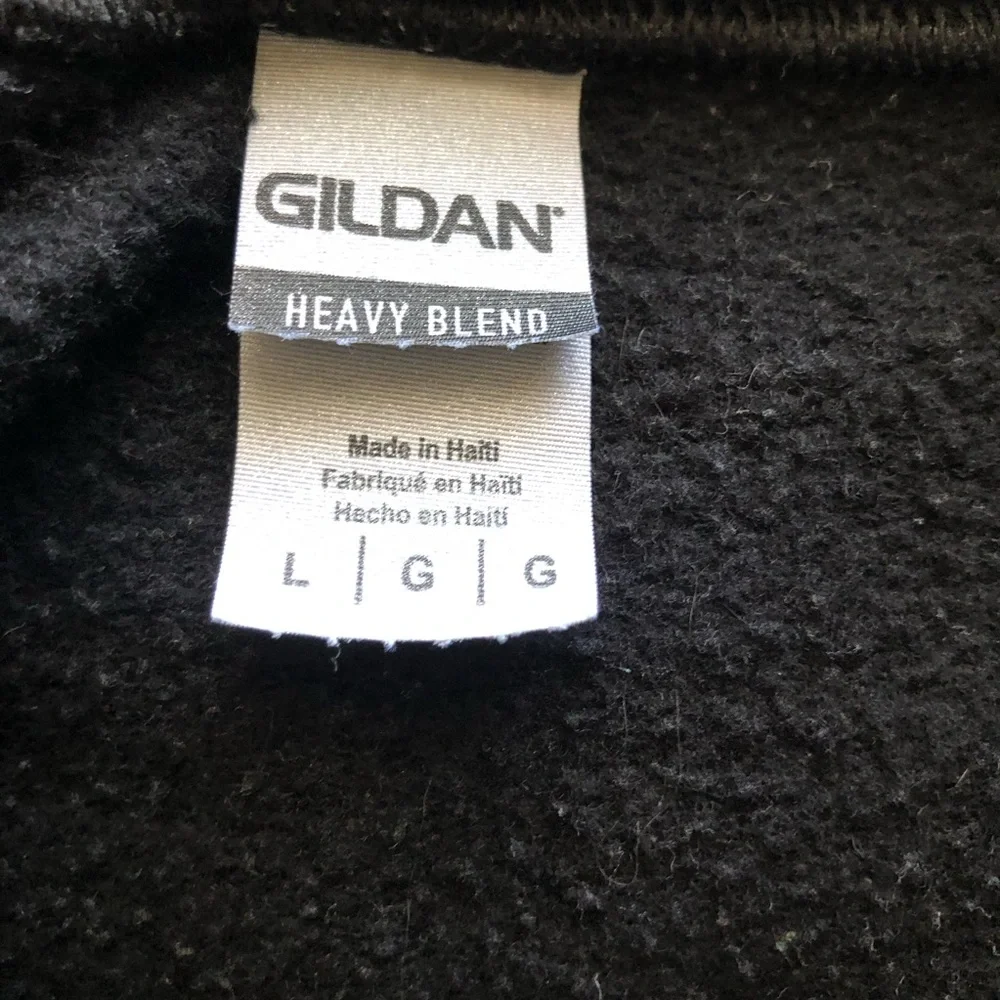 GILDAN
HEAVY BLEND
Made in Haiti
Fabriqué en Haïti
Hecho en Haití
L | G | G